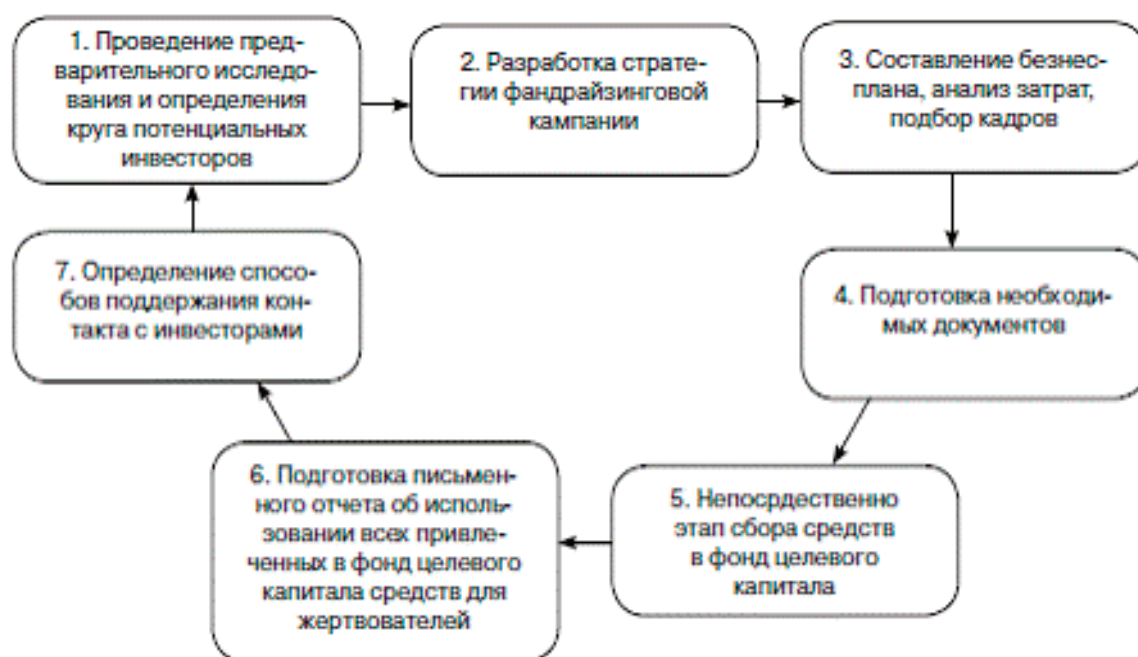 1. Проведение пред-
варительного исследо-
вания и определения
круга потенциальных
инвесторов
2. Разработка страте-
гии фандрайзинговой
кампании
3. Составление безнес-
плана, анализ затрат,
подбор кадров
4. Подготовка необходи-
мых документов
5. Непосрдественно
этап сбора средств
в фонд целевого
капитала
6. Подготовка письмен-
ного отчета об исполь-
зовании всех привле-
ченных в фонд целевого
капитала средств для
жертвователей
7. Определение спосо-
бов поддержания кон-
такта с инвесторами